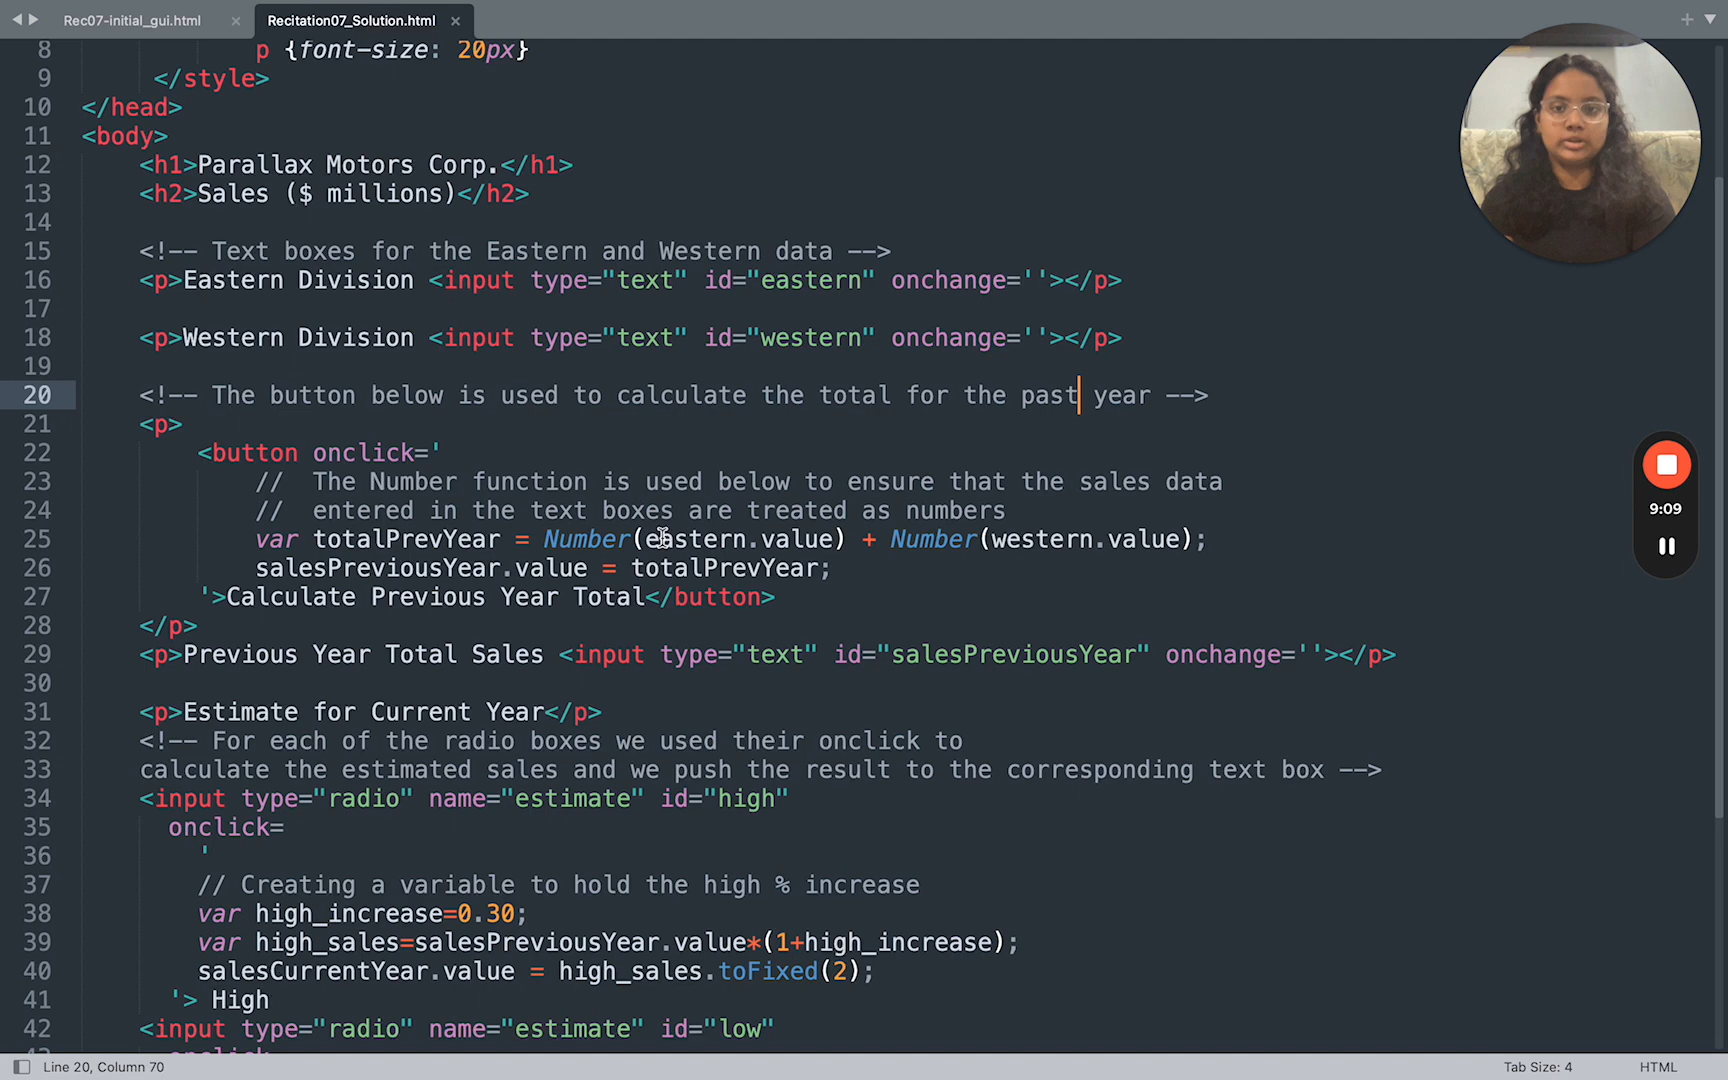 Rec07-initial_gui.html
Recitation07_Solution.html
8 p {font-size: 20px}
9 </style>
10 </head>
11 <body>
12 <h1>Parallax Motors Corp.</h1>
13 <h2>Sales ($ millions)</h2>
14
15 <!-- Text boxes for the Eastern and Western data -->
16 <p>Eastern Division <input type="text" id="eastern" onchange=''></p>
17
18 <p>Western Division <input type="text" id="western" onchange=''></p>
19
20 <!-- The button below is used to calculate the total for the past year -->
21 <p>
22 <button onclick='
23 // The Number function is used below to ensure that the sales data
24 // entered in the text boxes are treated as numbers
25 var totalPrevYear = Number(eastern.value) + Number(western.value);
26 salesPreviousYear.value = totalPrevYear;
27 '>Calculate Previous Year Total</button>
28 </p>
29 <p>Previous Year Total Sales <input type="text" id="salesPreviousYear" onchange=''></p>
30
31 <p>Estimate for Current Year</p>
32 <!-- For each of the radio boxes we used their onclick to
33 calculate the estimated sales and we push the result to the corresponding text box -->
34 <input type="radio" name="estimate" id="high"
35 onclick=
36 '
37 // Creating a variable to hold the high % increase
38 var high_increase=0.30;
39 var high_sales=salesPreviousYear.value*(1+high_increase);
40 salesCurrentYear.value = high_sales.toFixed(2);
41 '> High
42 <input type="radio" name="estimate" id="low"
9:09
Line 20, Column 70
Tab Size: 4
HTML